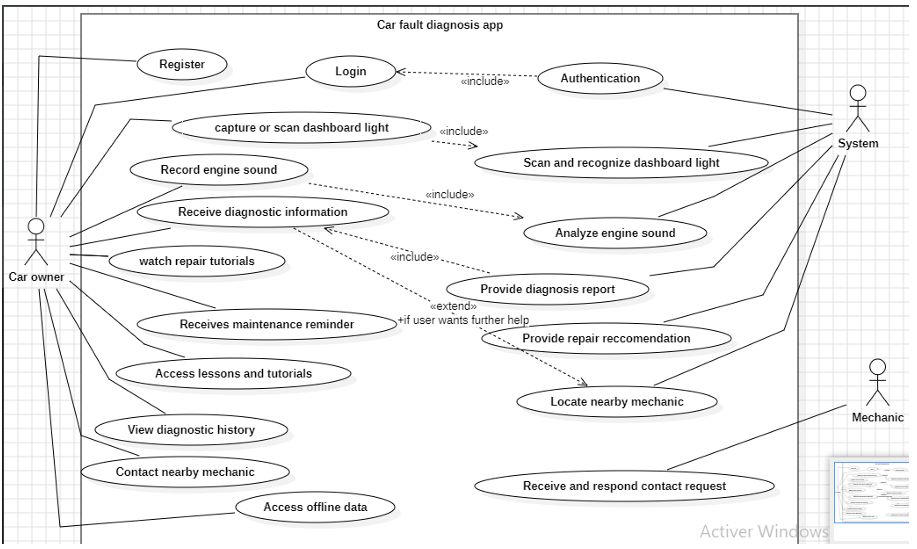 Car fault diagnosis app
Register
Login
«include»
Authentication
capture or scan dashboard light
«include»
System
Record engine sound
Scan and recognize dashboard light
«include»
Receive diagnostic information
Analyze engine sound
Car owner
watch repair tutorials
«include»
Provide diagnosis report
«extend»
+if user wants further help
Receives maintenance reminder
Provide repair reccomendation
Access lessons and tutorials
Locate nearby mechanic
Mechanic
View diagnostic history
Contact nearby mechanic
Receive and respond contact request
Access offline data
Activer Windows